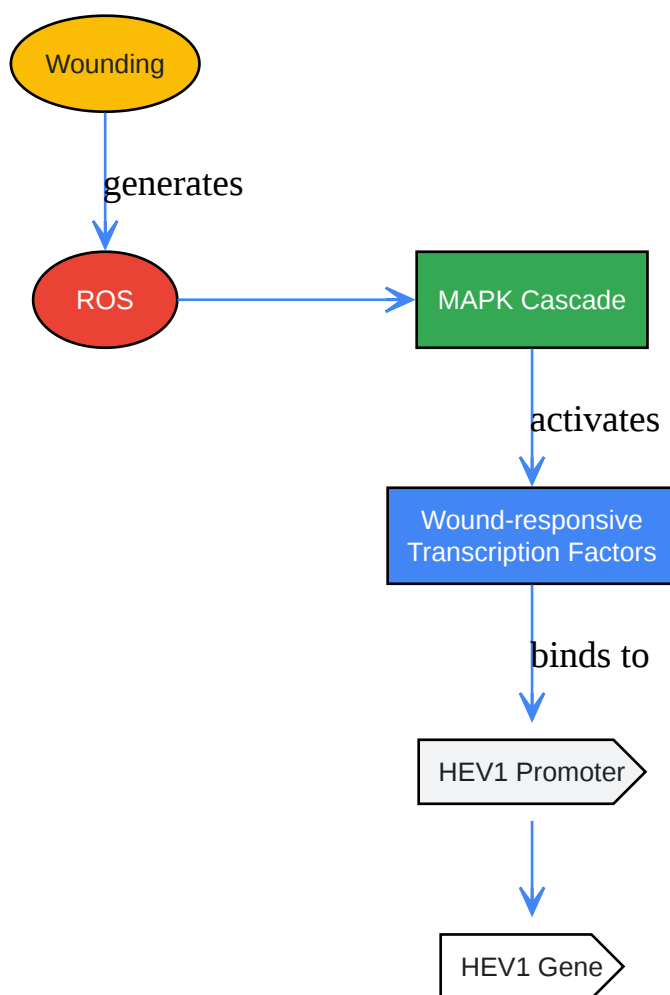 Wounding
generates
ROS
MAPK Cascade
activates
Wound-responsive
Transcription Factors
binds to
HEV1 Promoter
HEV1 Gene